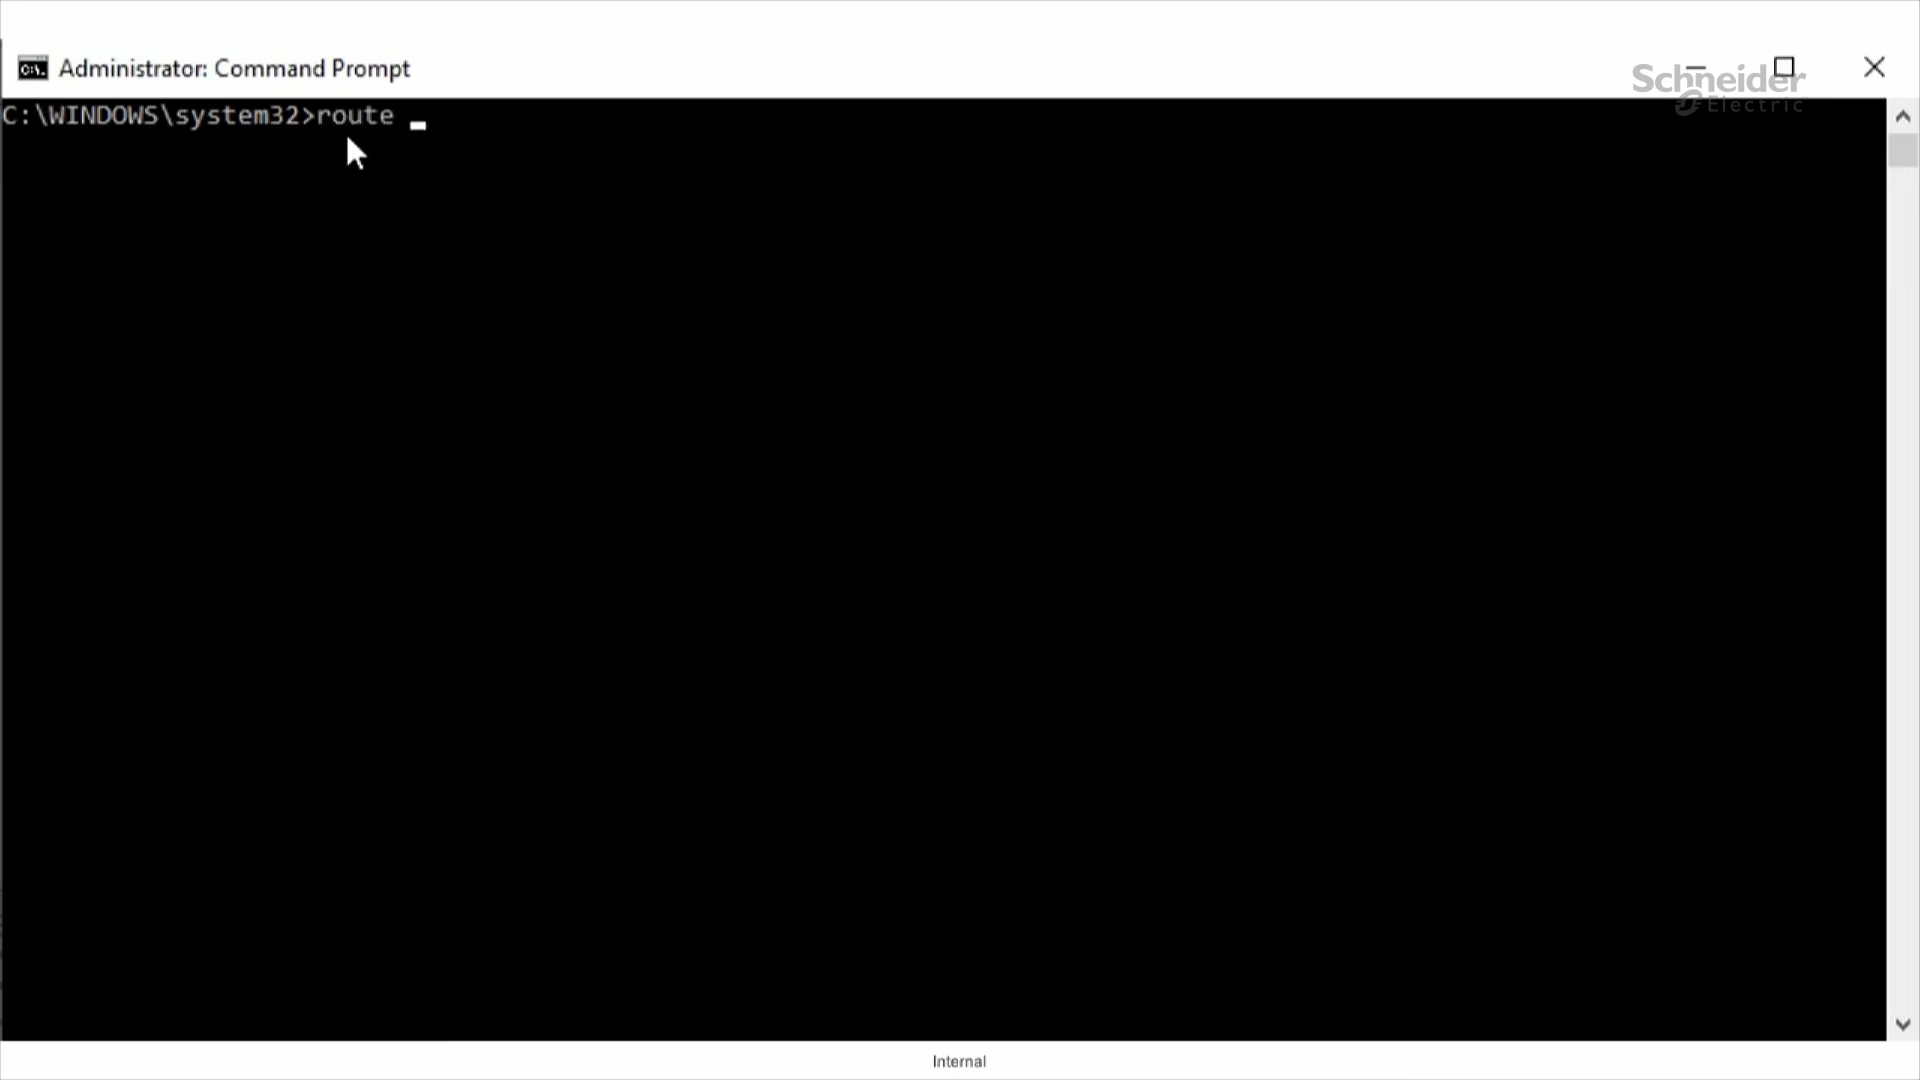 Administrator: Command Prompt
Schneider
Electric
C:\WINDOWS\system32>route _
Internal